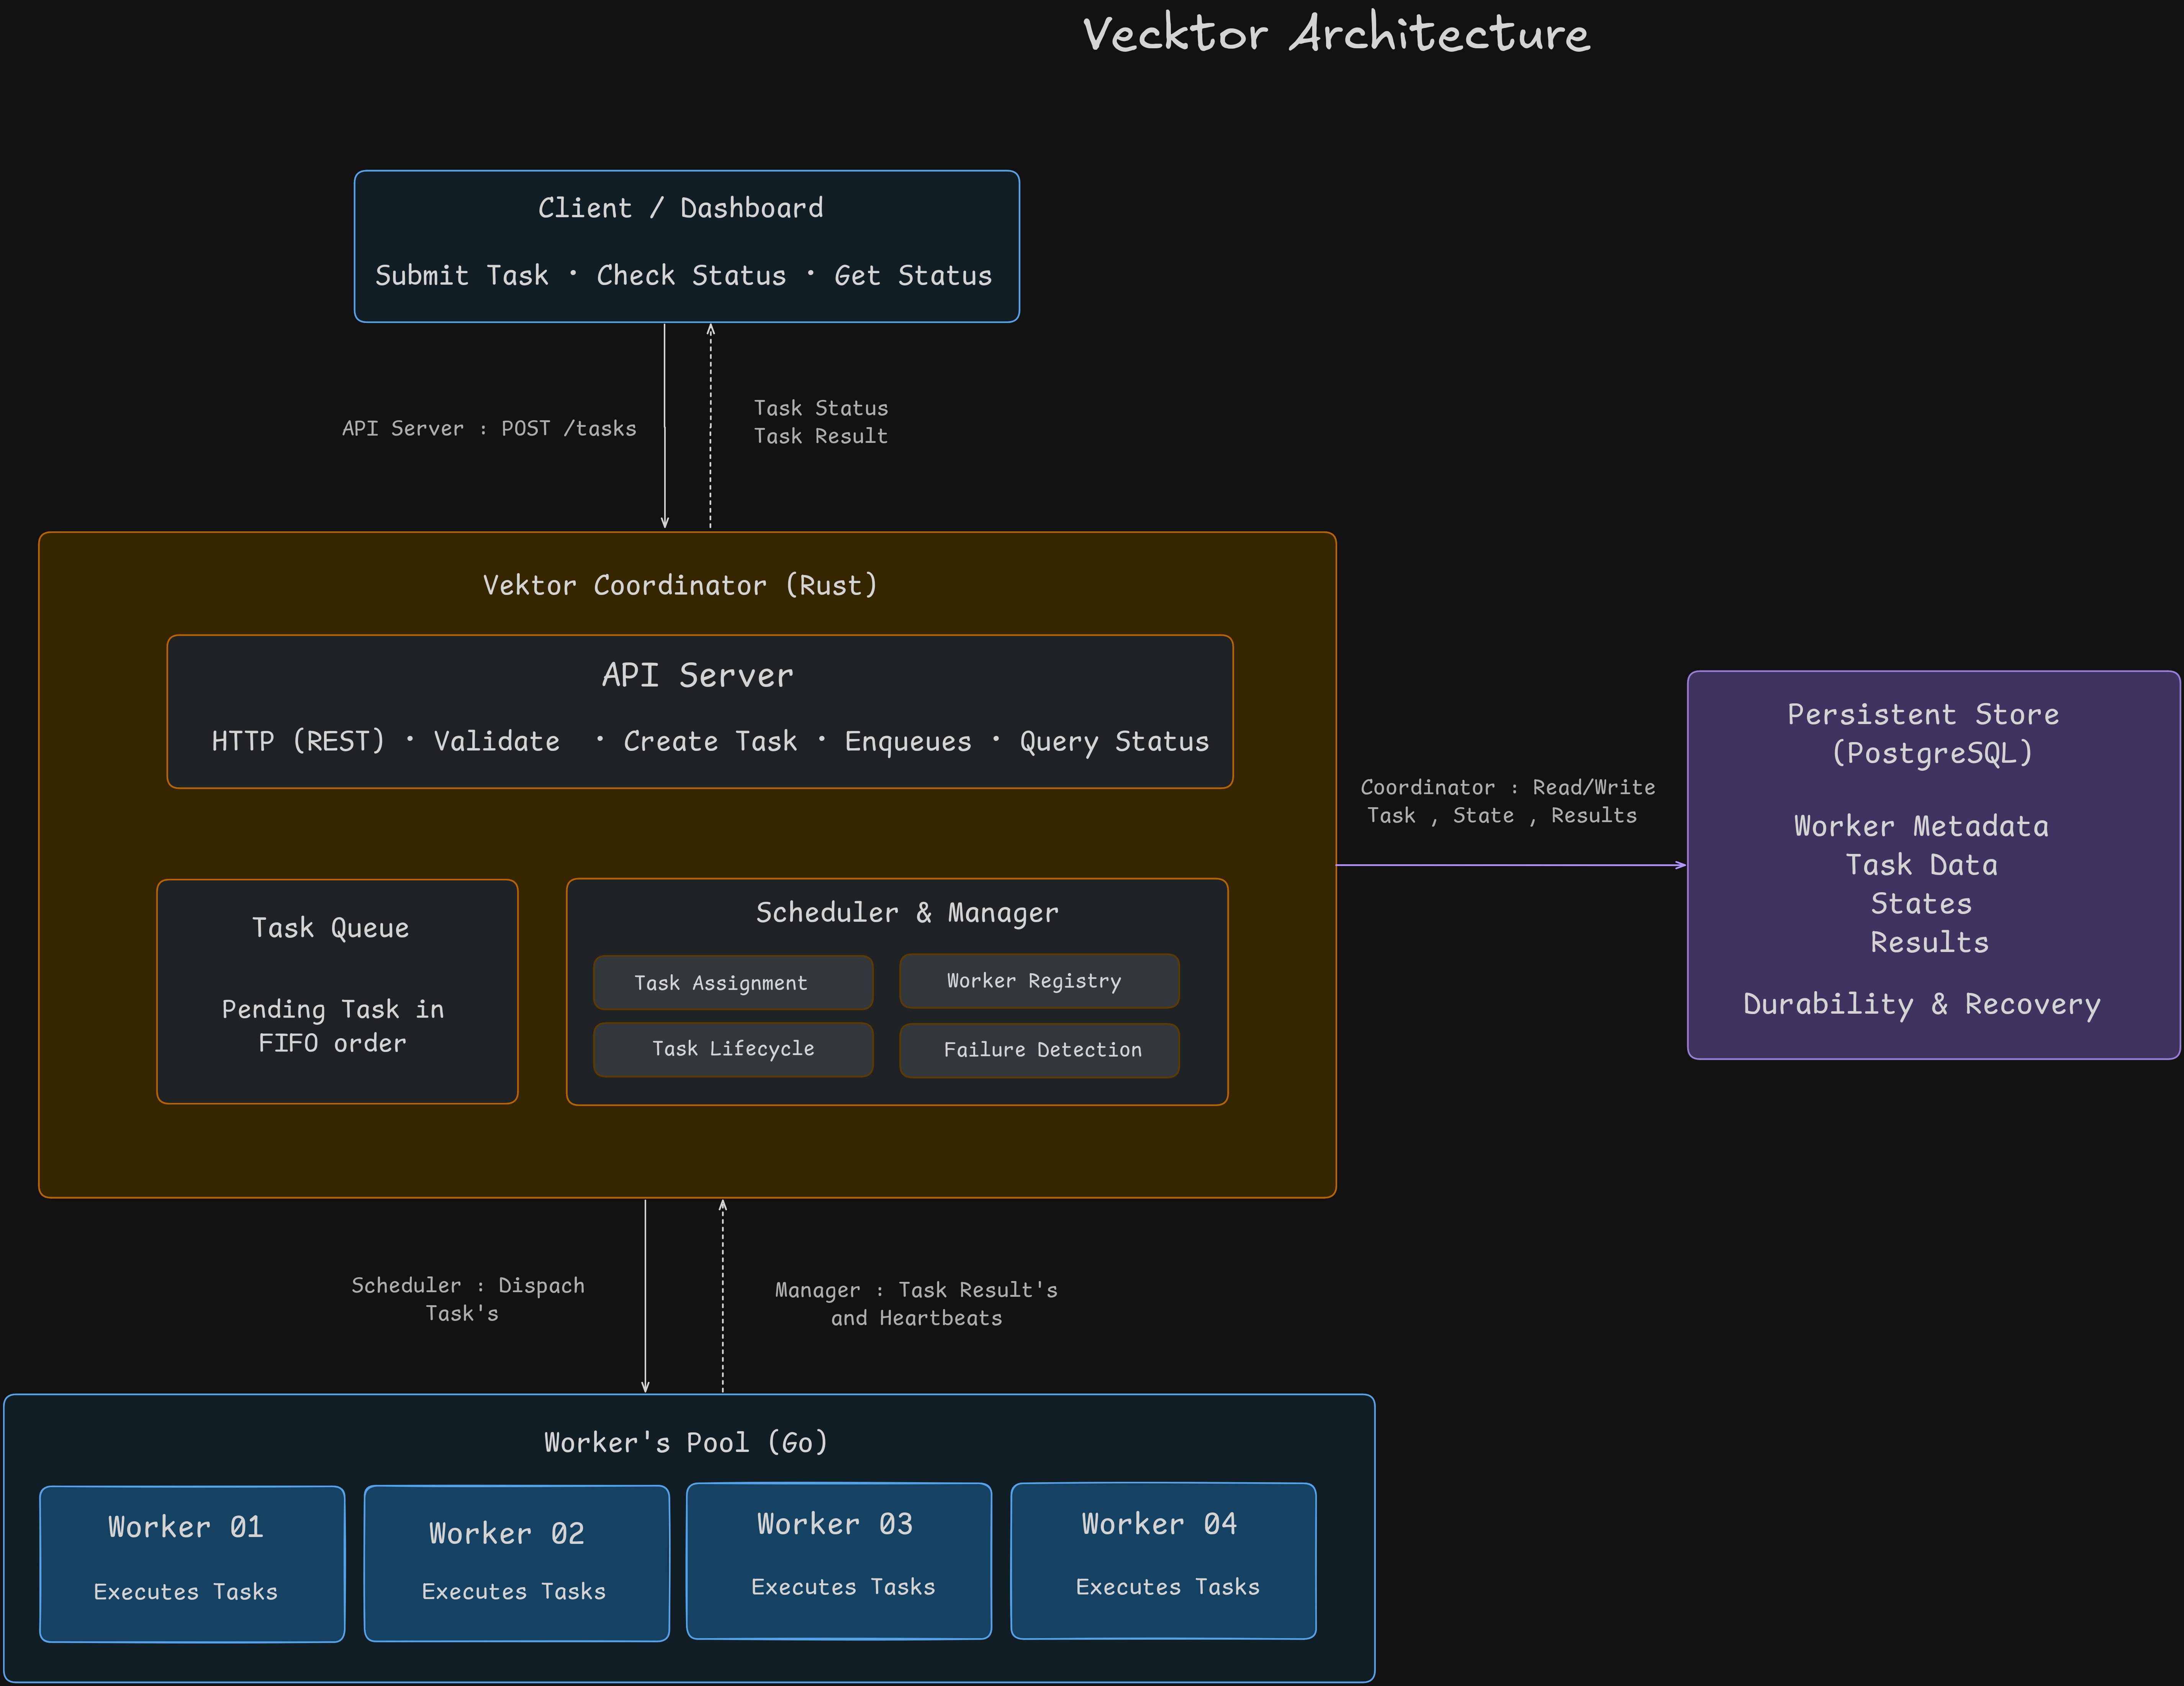 Vecktor Architecture
Client / Dashboard
Submit Task · Check Status · Get Status
API Server : POST /tasks
Task Status
Task Result
Vektor Coordinator (Rust)
API Server
HTTP (REST) · Validate · Create Task · Enqueues · Query Status
Task Queue
Pending Task in
FIFO order
Scheduler & Manager
Task Assignment
Worker Registry
Task Lifecycle
Failure Detection
Coordinator : Read/Write
Task , State , Results
Persistent Store
(PostgreSQL)
Worker Metadata
Task Data
States
Results
Durability & Recovery
Scheduler : Dispach
Task's
Manager : Task Result's
and Heartbeats
Worker's Pool (Go)
Worker 01
Executes Tasks
Worker 02
Executes Tasks
Worker 03
Executes Tasks
Worker 04
Executes Tasks